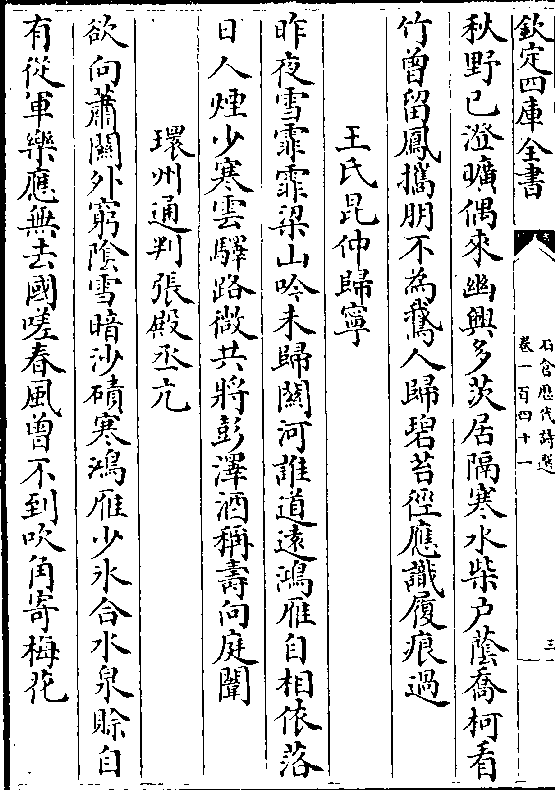 欽定四庫全書
石倉歷代詩選
卷一百四十一
三
秋野已澄曠偶來幽興多茨居隔寒水柴户蔭喬柯看
竹曾留鳳攜朋不為鵞人歸碧苔徑應識履痕過
王氏昆仲歸寧
昨夜雪霏霏梁山吟未歸關河誰道遠鴻雁自相依落
日人煙少寒雲驛路微共將彭澤酒稱壽向庭闈
環州通判張殿丞亢
欲向蕭關外窮陰雪暗沙磧寒鴻雁少氷合水泉賒自
有從軍樂應無去國嗟春風曾不到吹角寄梅花